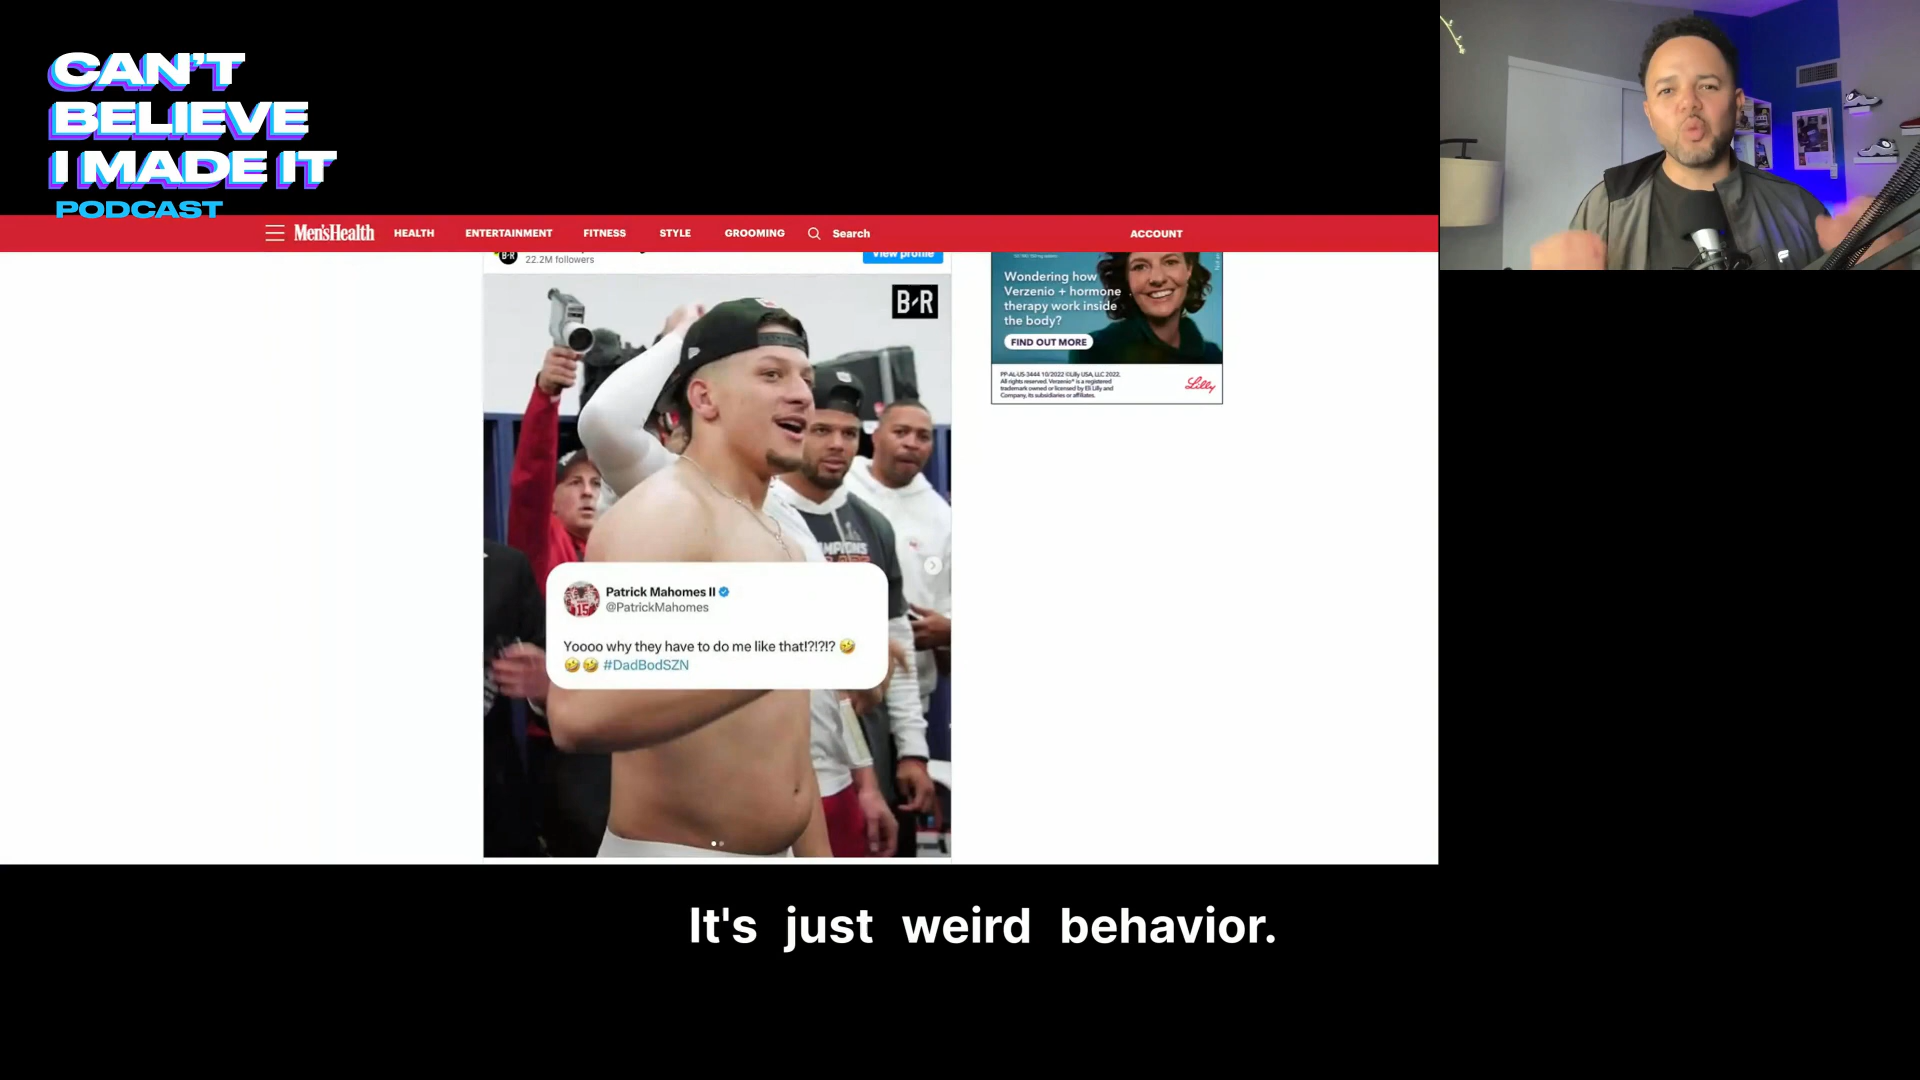 CAN'T
BELIEVE
I MADE IT
PODCAST
Men'sHealth HEALTH ENTERTAINMENT FITNESS STYLE GROOMING Search ACCOUNT
B·R
22.2M followers
View profile
B/R
Wondering how
Verzenio + hormone
therapy work inside
the body?
FIND OUT MORE
PP-AL-US-3444 10/2022 ©Lilly USA, LLC 2022.
All rights reserved. Verzenio® is a registered
trademark owned or licensed by Eli Lilly and
Company, its subsidiaries or affiliates.
Lilly
Patrick Mahomes II
@PatrickMahomes
Yoooo why they have to do me like that!?!?!? 🤣
🤣🤣 #DadBodSZN
15
It's just weird behavior.